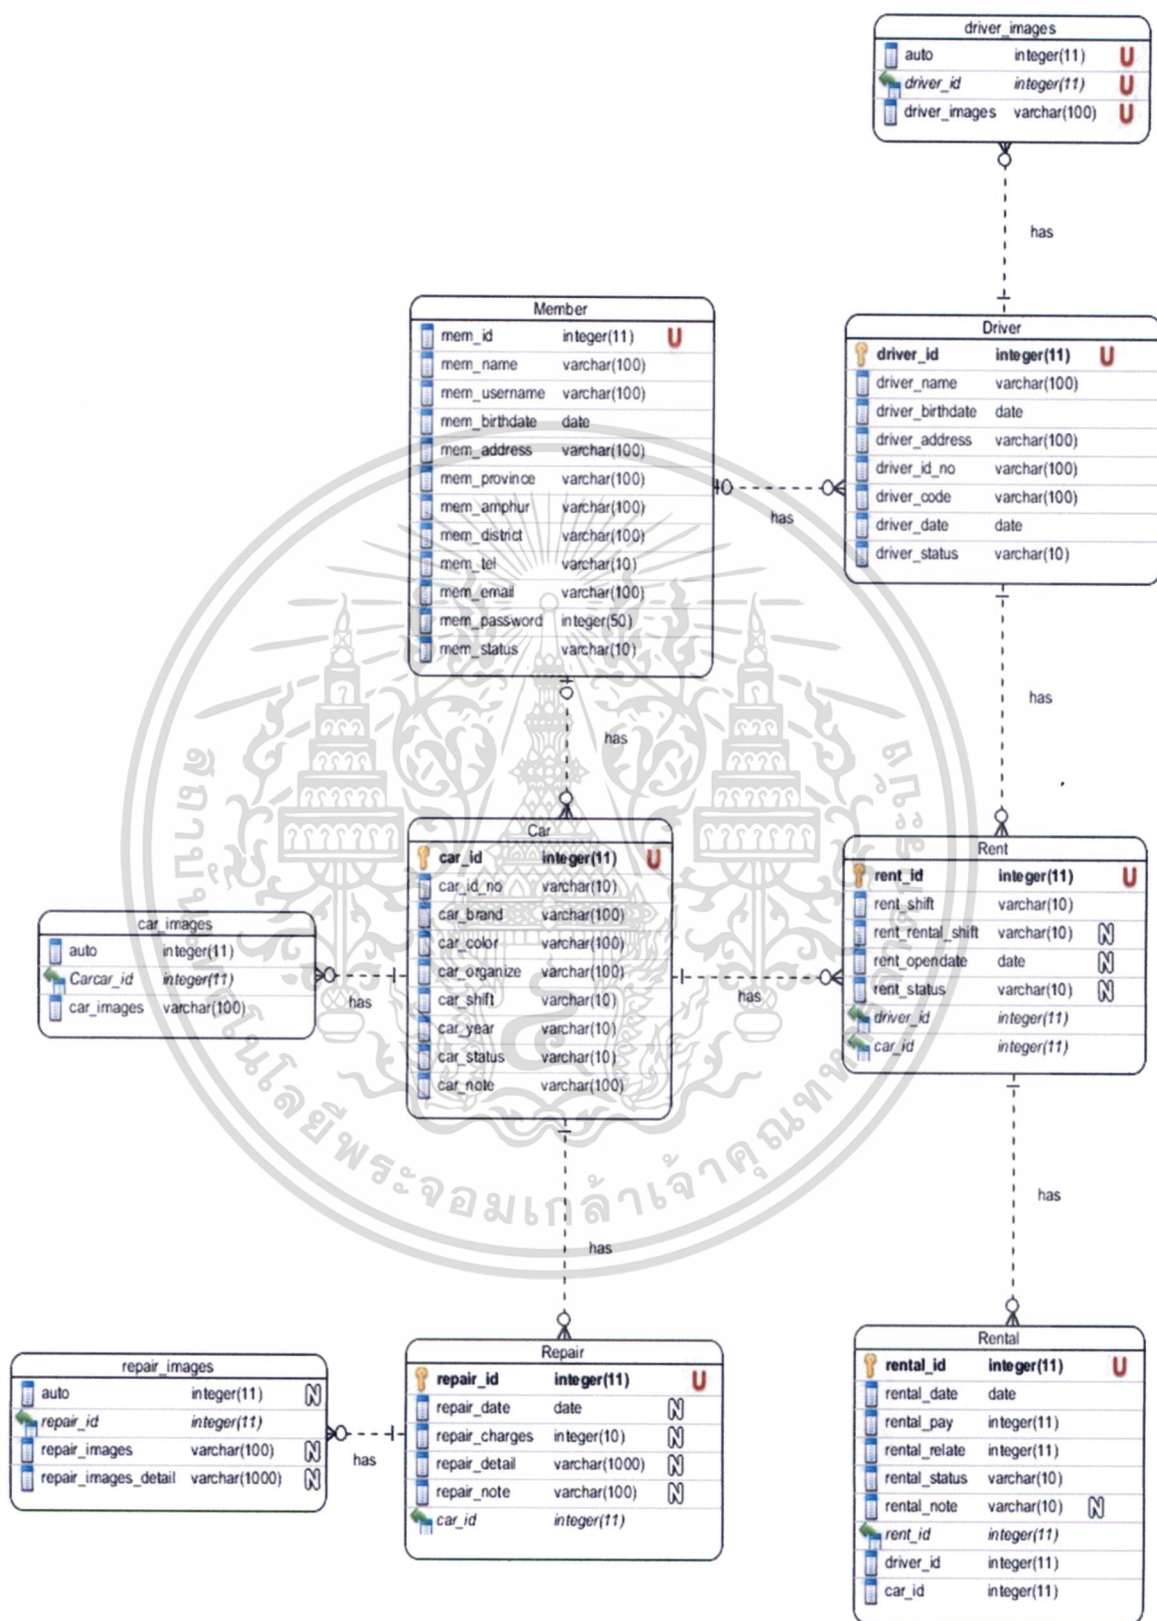 driver_images
auto integer(11) U
driver_id integer(11) U
driver_images varchar(100) U
has
Member
mem_id integer(11) U
mem_name varchar(100)
mem_username varchar(100)
mem_birthdate date
mem_address varchar(100)
mem_province varchar(100)
mem_amphur varchar(100)
mem_district varchar(100)
mem_tel varchar(10)
mem_email varchar(100)
mem_password integer(50)
mem_status varchar(10)
has
Driver
driver_id integer(11) U
driver_name varchar(100)
driver_birthdate date
driver_address varchar(100)
driver_id_no varchar(100)
driver_code varchar(100)
driver_date date
driver_status varchar(10)
has
has
Car
car_id integer(11) U
car_id_no varchar(10)
car_brand varchar(100)
car_color varchar(100)
car_organize varchar(100)
car_shift varchar(10)
car_year varchar(10)
car_status varchar(10)
car_note varchar(100)
has
Rent
rent_id integer(11) U
rent_shift varchar(10)
rent_rental_shift varchar(10) N
rent_opendate date N
rent_status varchar(10) N
driver_id integer(11)
car_id integer(11)
car_images
auto integer(11)
Carcar_id integer(11)
car_images varchar(100)
has
has
has
repair_images
auto integer(11) N
repair_id integer(11)
repair_images varchar(100) N
repair_images_detail varchar(1000) N
has
Repair
repair_id integer(11) U
repair_date date N
repair_charges integer(10) N
repair_detail varchar(1000) N
repair_note varchar(100) N
car_id integer(11)
Rental
rental_id integer(11) U
rental_date date
rental_pay integer(11)
rental_relate integer(11)
rental_status varchar(10)
rental_note varchar(10) N
rent_id integer(11)
driver_id integer(11)
car_id integer(11)